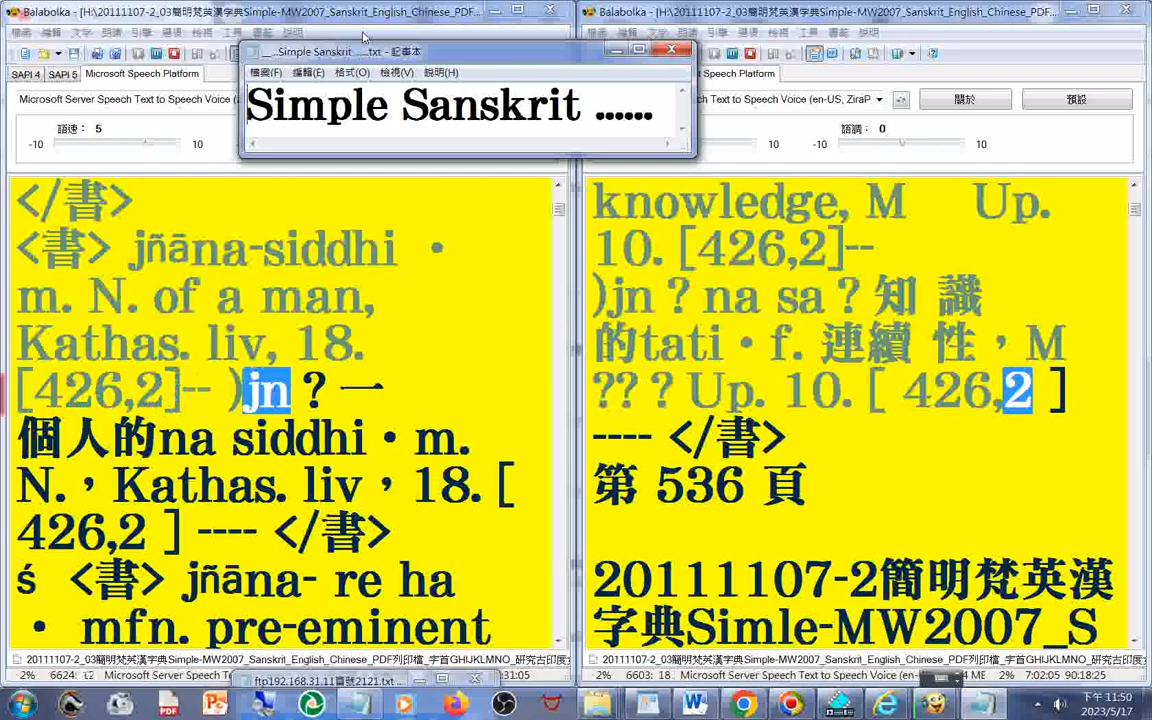 Balabolka - [H:\20111107-2_03簡明梵英漢字典Simple-MW2007_Sanskrit_English_Chinese_PDF...
Balabolka - [H:\20111107-2_03簡明梵英漢字典Simple-MW2007_Sanskrit_English_Chinese_PDF...
__...Simple Sanskrit ......txt - 記事本
檔案(F) 編輯(E) 格式(O) 檢視(V) 說明(H)
Simple Sanskrit ......
SAPI 4 SAPI 5 Microsoft Speech Platform
Speech Platform
Microsoft Server Speech Text to Speech Voice
Text to Speech Voice (en-US, ZiraP
關於
預設
語速： 5
-10 10
語調： 0
-10 10
</書>
<書> jñāna-siddhi •
m. N. of a man,
Kathas. liv, 18.
[426,2]-- )jn ? 一
個人的na siddhi • m.
N. , Kathas. liv , 18. [
426,2 ] ---- </書>
ś <書> jñāna- re ha
• mfn. pre-eminent
knowledge, M Up.
10. [426,2]--
)jn ? na sa ? 知 識
的tati • f. 連續 性 , M
?? ? Up. 10. [ 426,2 ]
---- </書>
第 536 頁
20111107-2簡明梵英漢
字典Simle-MW2007_S
20111107-2_03簡明梵英漢字典Simple-MW2007_Sanskrit_English_Chinese_PDF列印檔_字首GHIJKLMNO_研究古印度
20111107-2_03簡明梵英漢字典Simple-MW2007_Sanskrit_English_Chinese_PDF列印檔_字首GHIJKLMNO_研究古印度
2% 6624: Microsoft Server Sp
ftp192.168.31.11書號2121.txt ...
31:05
2% 6603: 18 Microsoft Server Speech Text to Speech Voice (en- 2% 7:02:05 90:18:25
下午 11:50
2023/5/17